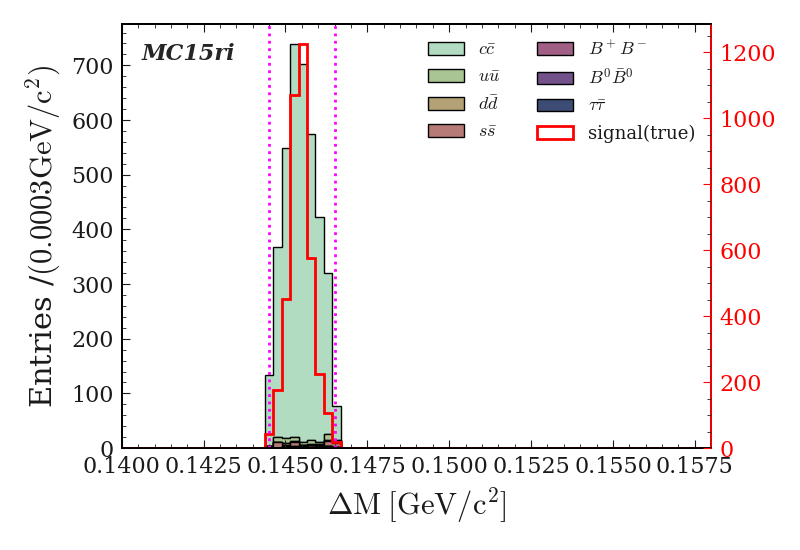 MC15ri
cc̄
uū
dd̄
ss̄
B⁺B⁻
B⁰B̄⁰
ττ̄
signal(true)
Entries /(0.0003GeV/c²)
700
600
500
400
300
200
100
0
1200
1000
800
600
400
200
0
0.1400 0.1425 0.1450 0.1475 0.1500 0.1525 0.1550 0.1575
ΔM [GeV/c²]